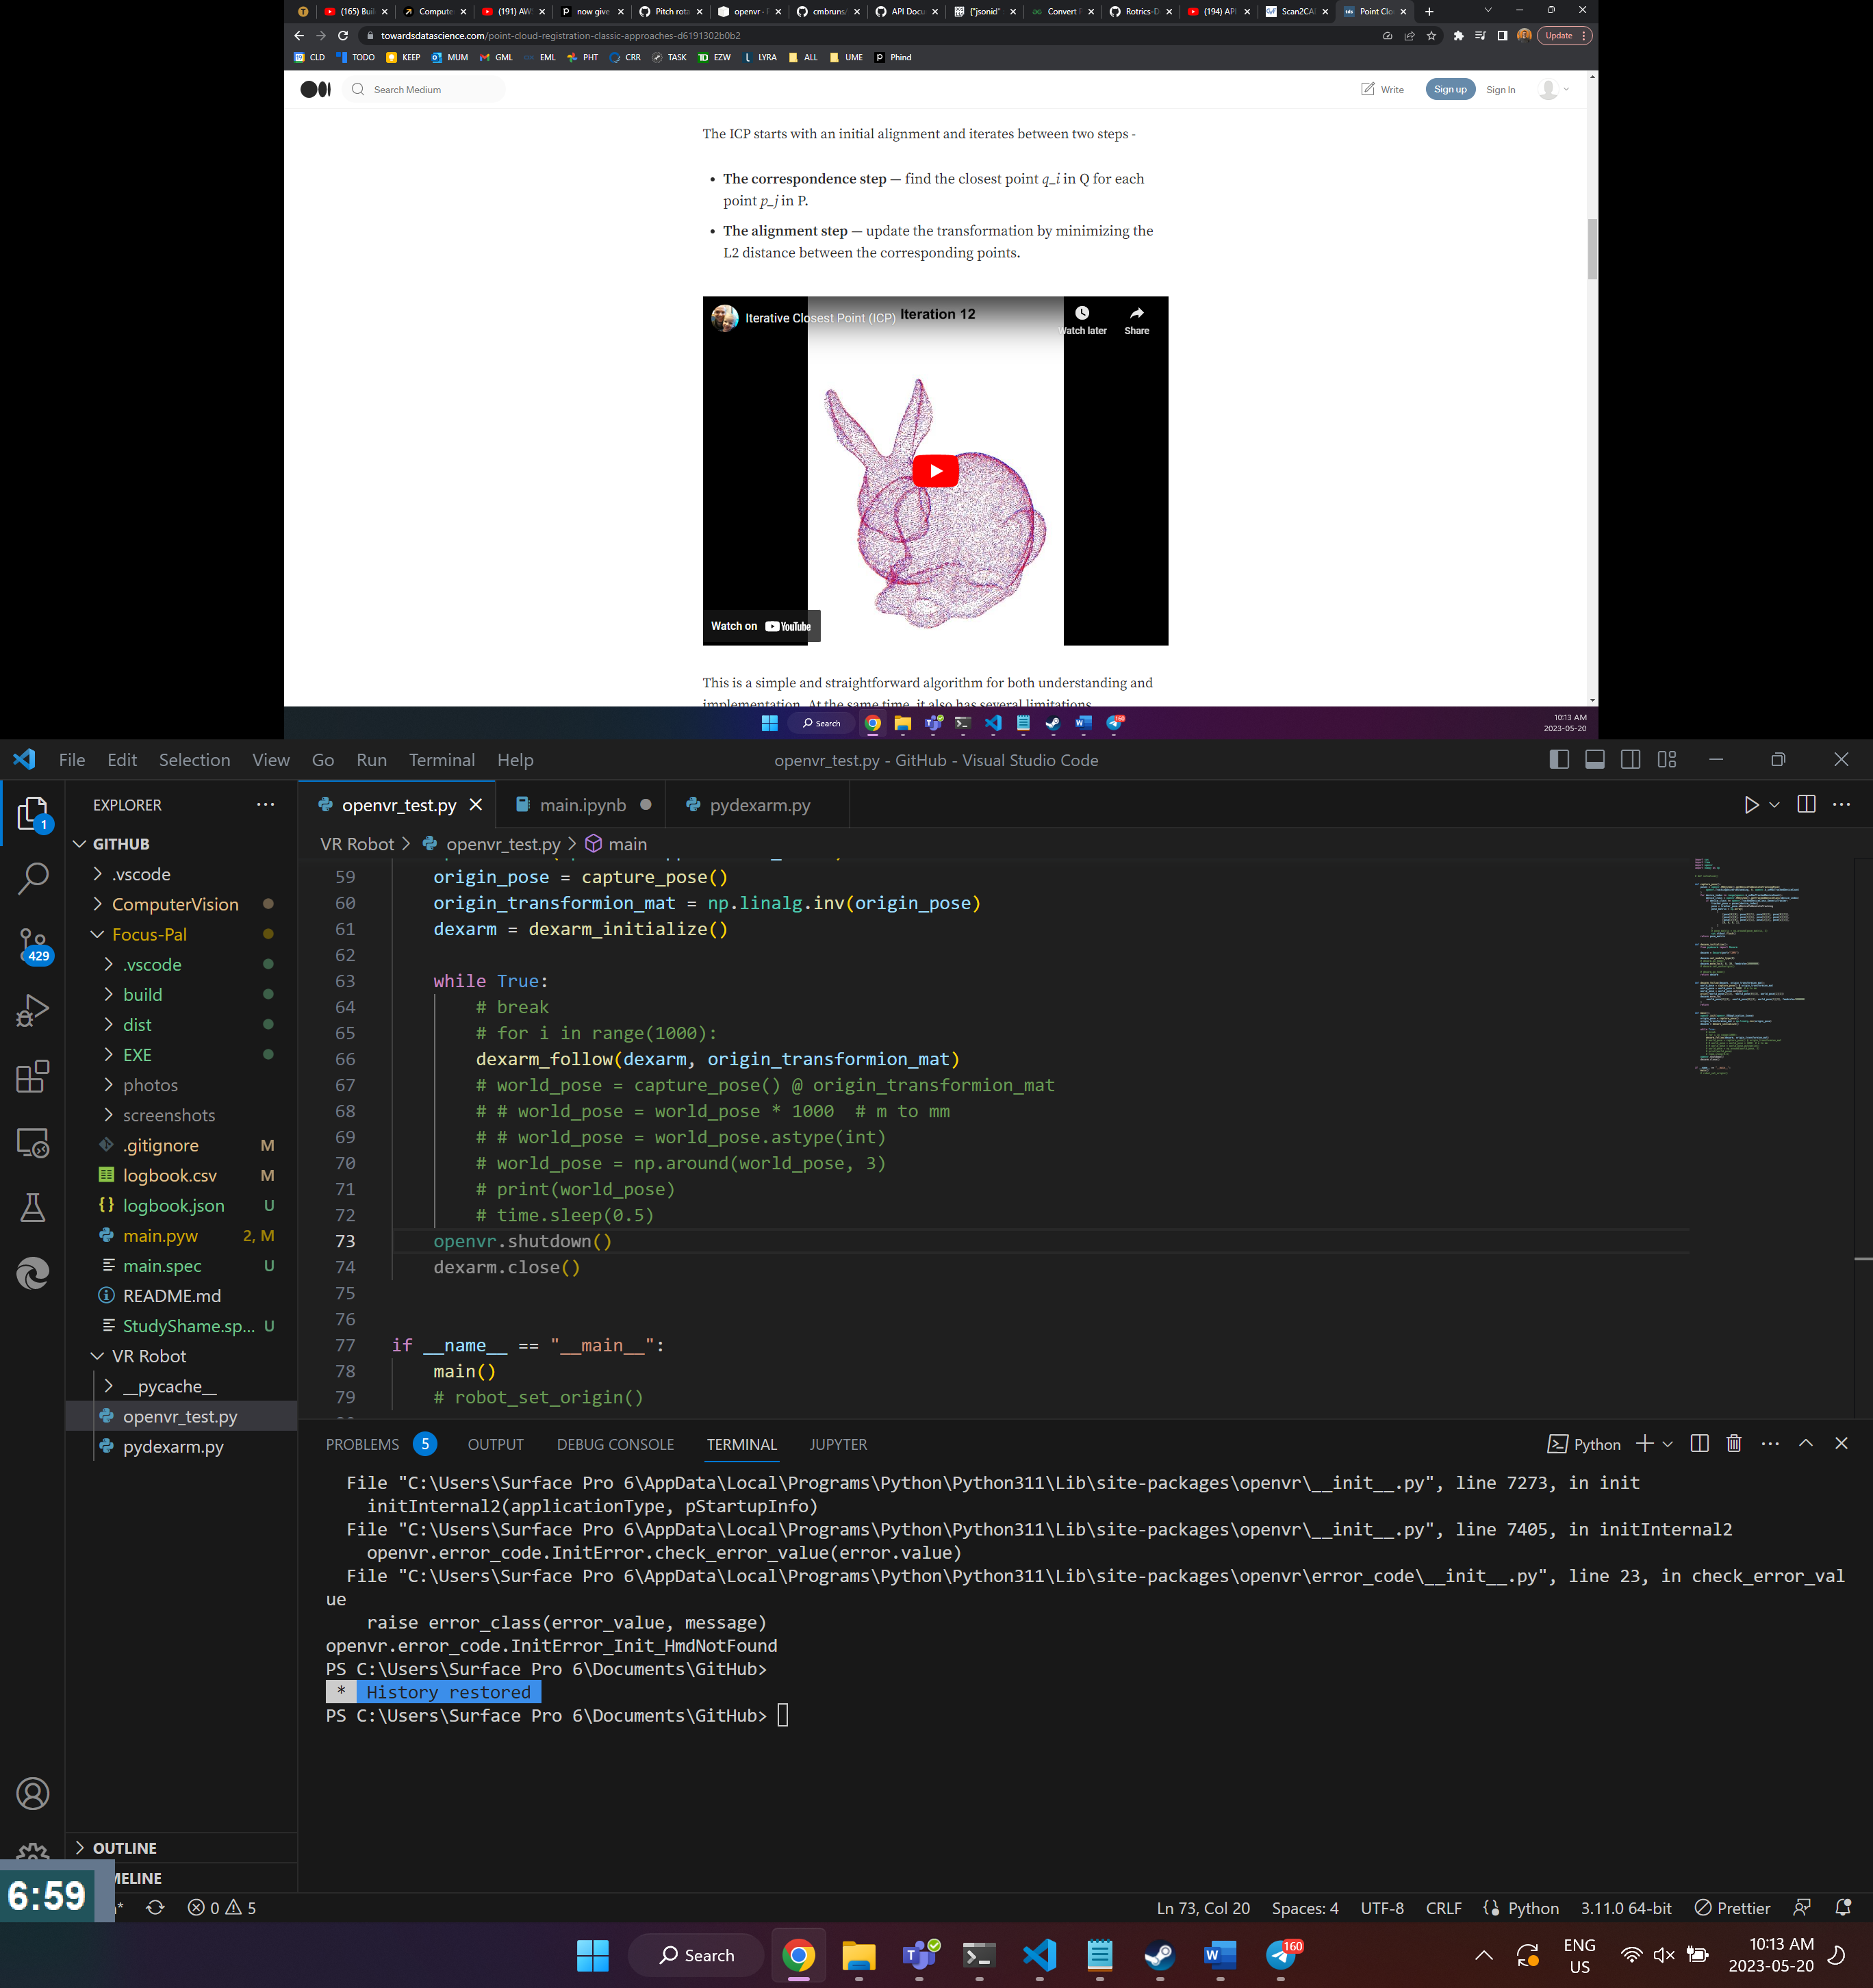 (165) Buil
Compute
(191) AW
now give
Pitch rota
openvr - P
cmbruns/
API Docu
{"jsonid"
Convert P
Rotrics-D
(194) API
Scan2CA
Point Clo
towardsdatascience.com/point-cloud-registration-classic-approaches-d6191302b0b2
Update
CLD TODO KEEP MUM GML EML PHT CRR TASK EZW LYRA ALL UME Phind
Search Medium
Write
Sign up
Sign In
The ICP starts with an initial alignment and iterates between two steps -
• The correspondence step — find the closest point q_i in Q for each
point p_j in P.
• The alignment step — update the transformation by minimizing the
L2 distance between the corresponding points.
Iterative Closest Point (ICP)
Iteration 12
Watch later
Share
Watch on YouTube
This is a simple and straightforward algorithm for both understanding and
implementation. At the same time, it also has several limitations
Search
160
10:13 AM
2023-05-20
File Edit Selection View Go Run Terminal Help
openvr_test.py - GitHub - Visual Studio Code
EXPLORER
openvr_test.py
main.ipynb
pydexarm.py
1
429
GITHUB
.vscode
ComputerVision
Focus-Pal
.vscode
build
dist
EXE
photos
screenshots
.gitignore M
logbook.csv M
logbook.json U
main.pyw 2, M
main.spec U
README.md
StudyShame.sp... U
VR Robot
__pycache__
openvr_test.py
pydexarm.py
OUTLINE
MELINE
VR Robot > openvr_test.py > main
59 origin_pose = capture_pose()
60 origin_transformion_mat = np.linalg.inv(origin_pose)
61 dexarm = dexarm_initialize()
62
63 while True:
64 # break
65 # for i in range(1000):
66 dexarm_follow(dexarm, origin_transformion_mat)
67 # world_pose = capture_pose() @ origin_transformion_mat
68 # # world_pose = world_pose * 1000  # m to mm
69 # # world_pose = world_pose.astype(int)
70 # world_pose = np.around(world_pose, 3)
71 # print(world_pose)
72 # time.sleep(0.5)
73 openvr.shutdown()
74 dexarm.close()
75
76
77 if __name__ == "__main__":
78 main()
79 # robot_set_origin()
PROBLEMS 5 OUTPUT DEBUG CONSOLE TERMINAL JUPYTER
Python
File "C:\Users\Surface Pro 6\AppData\Local\Programs\Python\Python311\Lib\site-packages\openvr\__init__.py", line 7273, in init
initInternal2(applicationType, pStartupInfo)
File "C:\Users\Surface Pro 6\AppData\Local\Programs\Python\Python311\Lib\site-packages\openvr\__init__.py", line 7405, in initInternal2
openvr.error_code.InitError.check_error_value(error.value)
File "C:\Users\Surface Pro 6\AppData\Local\Programs\Python\Python311\Lib\site-packages\openvr\error_code\__init__.py", line 23, in check_error_val
ue
raise error_class(error_value, message)
openvr.error_code.InitError_Init_HmdNotFound
PS C:\Users\Surface Pro 6\Documents\GitHub>
* History restored
PS C:\Users\Surface Pro 6\Documents\GitHub>
6:59
0 5
Ln 73, Col 20 Spaces: 4 UTF-8 CRLF Python 3.11.0 64-bit Prettier
Search
160
ENG
US
10:13 AM
2023-05-20